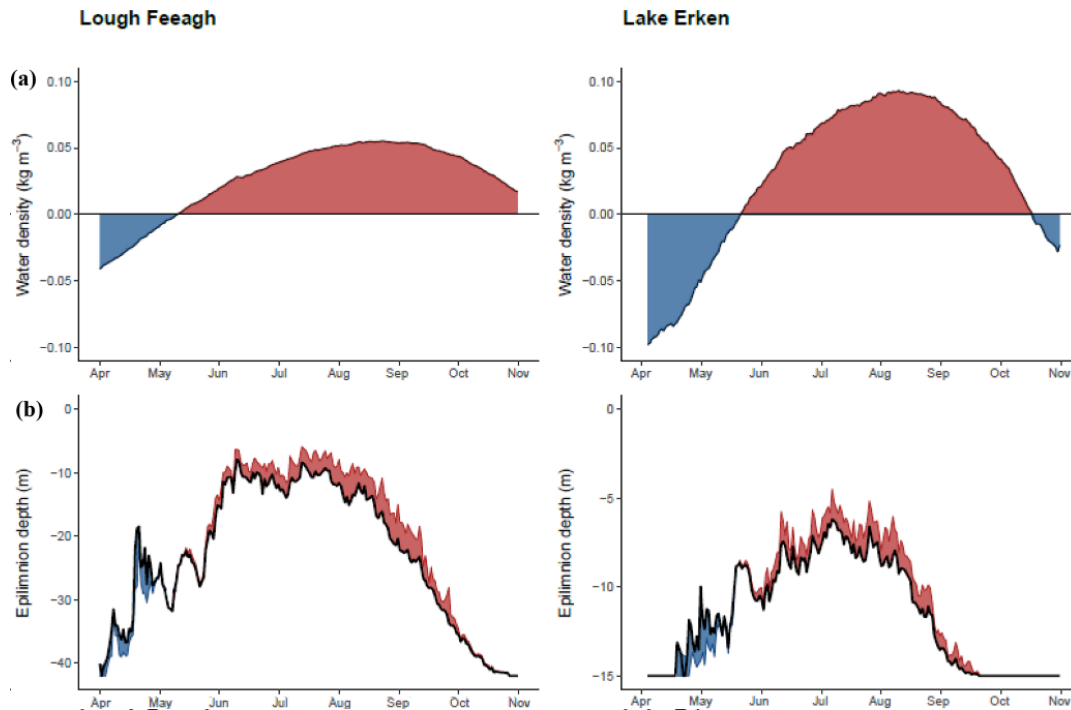 Lough Feeagh
Lake Erken
(a)
Water density (kg m⁻³)
0.10
0.05
0.00
−0.05
−0.10
Apr May Jun Jul Aug Sep Oct Nov
Water density (kg m⁻³)
0.10
0.05
0.00
−0.05
−0.10
Apr May Jun Jul Aug Sep Oct Nov
(b)
Epilimnion depth (m)
0
−10
−20
−30
−40
Apr May Jun Jul Aug Sep Oct Nov
Epilimnion depth (m)
0
−5
−10
−15
Apr May Jun Jul Aug Sep Oct Nov